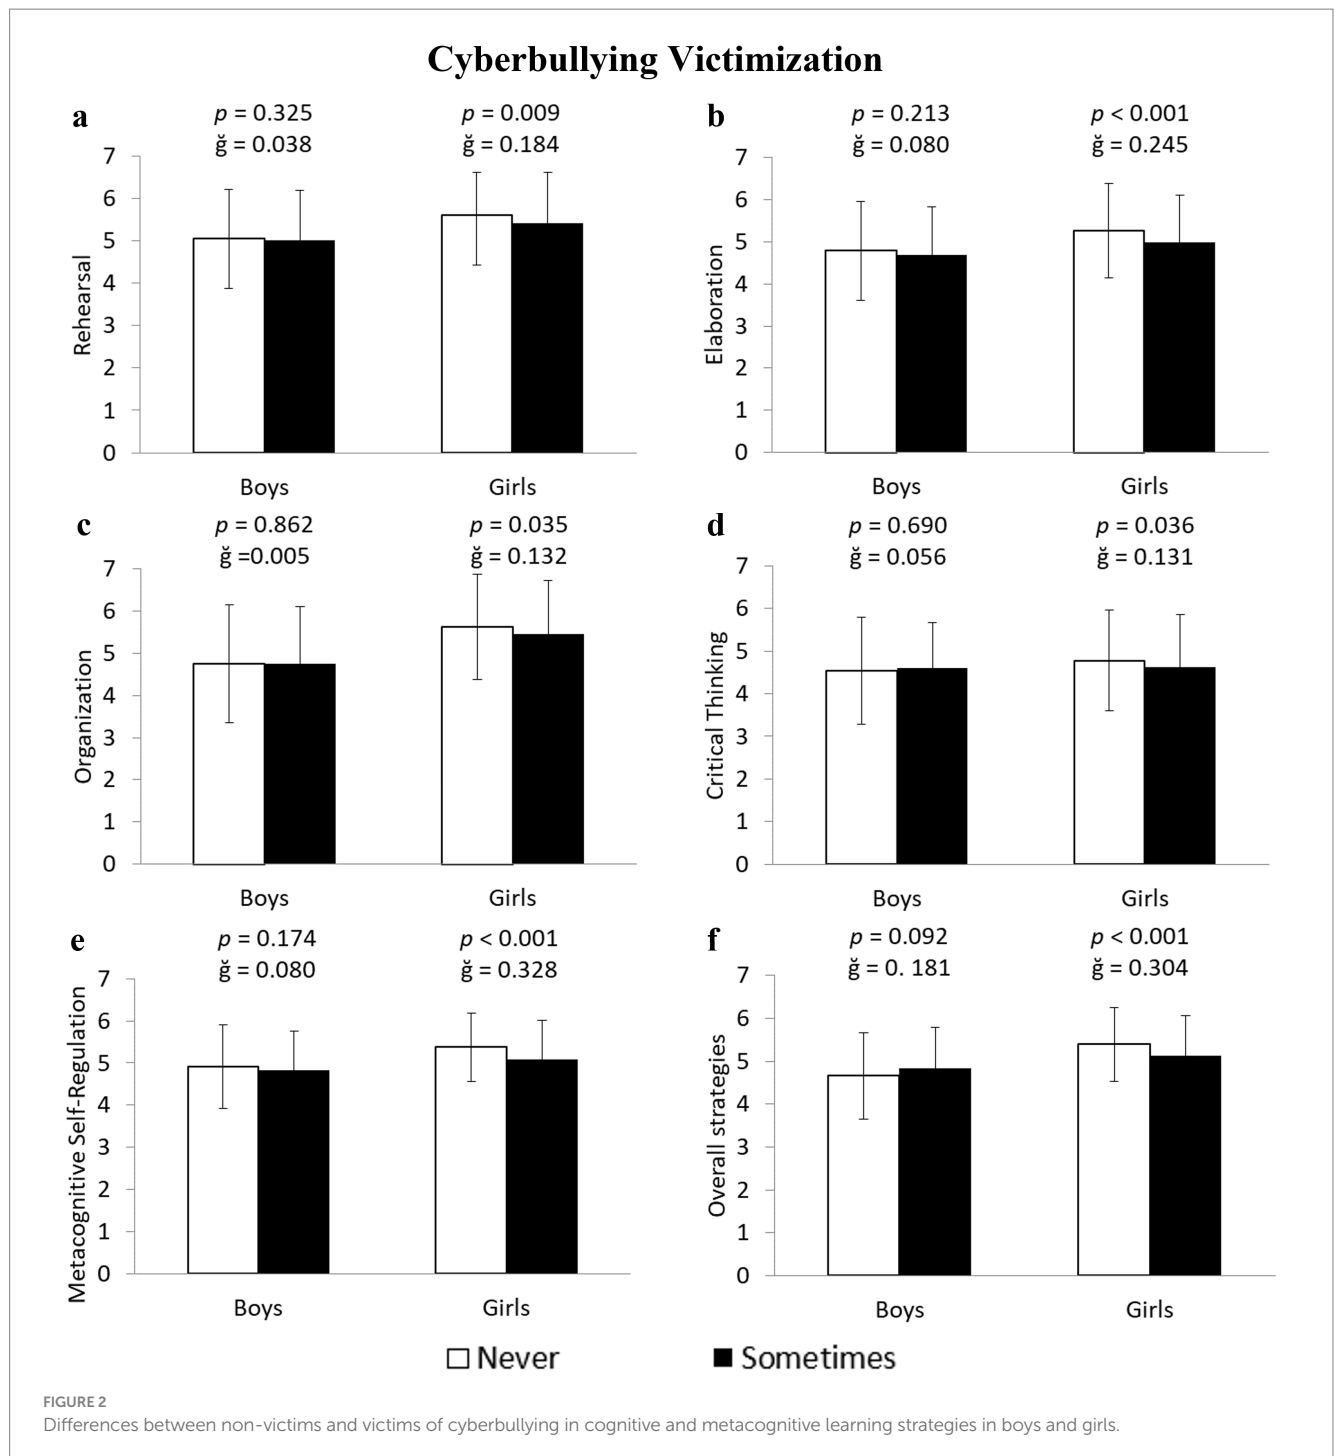 Cyberbullying Victimization
a
p = 0.325
ğ = 0.038
p = 0.009
ğ = 0.184
Rehearsal
7
6
5
4
3
2
1
0
Boys
Girls
b
p = 0.213
ğ = 0.080
p < 0.001
ğ = 0.245
Elaboration
7
6
5
4
3
2
1
0
Boys
Girls
c
p = 0.862
ğ =0.005
p = 0.035
ğ = 0.132
Organization
7
6
5
4
3
2
1
0
Boys
Girls
d
p = 0.690
ğ = 0.056
p = 0.036
ğ = 0.131
Critical Thinking
7
6
5
4
3
2
1
0
Boys
Girls
e
p = 0.174
ğ = 0.080
p < 0.001
ğ = 0.328
Metacognitive Self-Regulation
7
6
5
4
3
2
1
0
Boys
Girls
f
p = 0.092
ğ = 0. 181
p < 0.001
ğ = 0.304
Overall strategies
7
6
5
4
3
2
1
0
Boys
Girls
Never
Sometimes
FIGURE 2
Differences between non-victims and victims of cyberbullying in cognitive and metacognitive learning strategies in boys and girls.